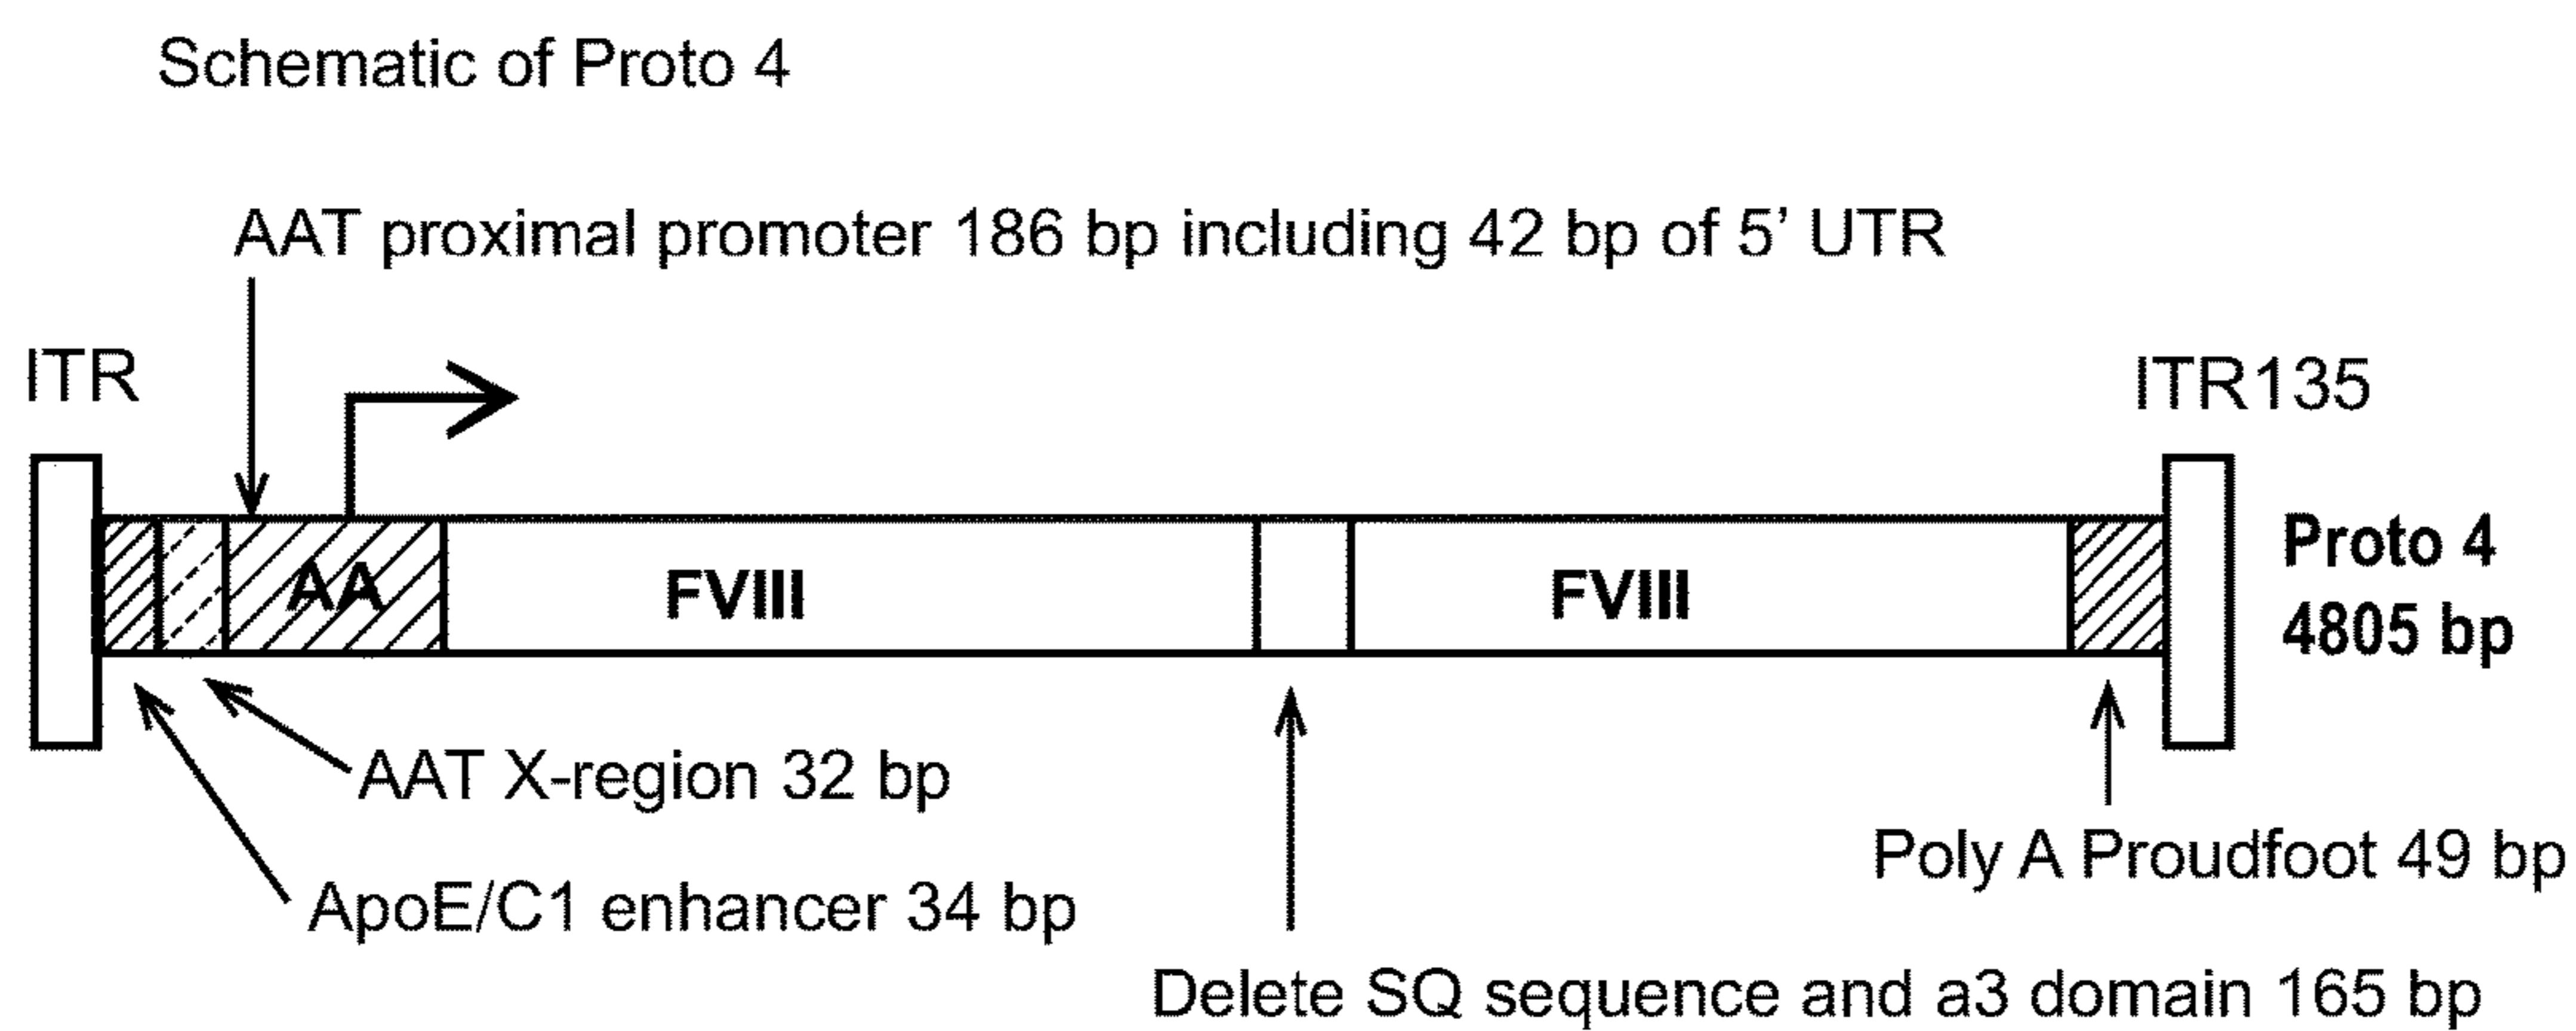 Schematic of Proto 4
AAT proximal promoter 186 bp including 42 bp of 5’ UTR
ITR
ITR135
AA
FVIII
FVIII
Proto 4
4805 bp
AAT X-region 32 bp
ApoE/C1 enhancer 34 bp
Poly A Proudfoot 49 bp
Delete SQ sequence and a3 domain 165 bp